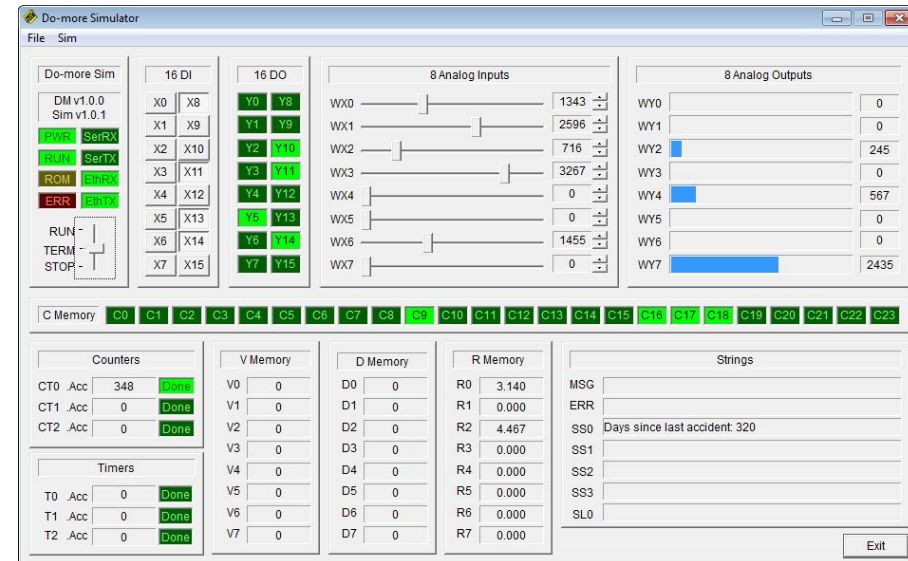 Do-more Simulator
File Sim
Do-more Sim
DM v1.0.0
Sim v1.0.1
PWR SerRX
RUN SerTX
ROM EthRX
ERR EthTX
RUN -
TERM -
STOP -
16 DI
X0 X8
X1 X9
X2 X10
X3 X11
X4 X12
X5 X13
X6 X14
X7 X15
16 DO
Y0 Y8
Y1 Y9
Y2 Y10
Y3 Y11
Y4 Y12
Y5 Y13
Y6 Y14
Y7 Y15
8 Analog Inputs
WX0 1343
WX1 2596
WX2 716
WX3 3267
WX4 0
WX5 0
WX6 1455
WX7 0
8 Analog Outputs
WY0 0
WY1 0
WY2 245
WY3 0
WY4 567
WY5 0
WY6 0
WY7 2435
C Memory C0 C1 C2 C3 C4 C5 C6 C7 C8 C9 C10 C11 C12 C13 C14 C15 C16 C17 C18 C19 C20 C21 C22 C23
Counters
CT0 .Acc 348 Done
CT1 .Acc 0 Done
CT2 .Acc 0 Done
Timers
T0 .Acc 0 Done
T1 .Acc 0 Done
T2 .Acc 0 Done
V Memory
V0 0
V1 0
V2 0
V3 0
V4 0
V5 0
V6 0
V7 0
D Memory
D0 0
D1 0
D2 0
D3 0
D4 0
D5 0
D6 0
D7 0
R Memory
R0 3.140
R1 0.000
R2 4.467
R3 0.000
R4 0.000
R5 0.000
R6 0.000
R7 0.000
Strings
MSG
ERR
SS0 Days since last accident: 320
SS1
SS2
SS3
SL0
Exit